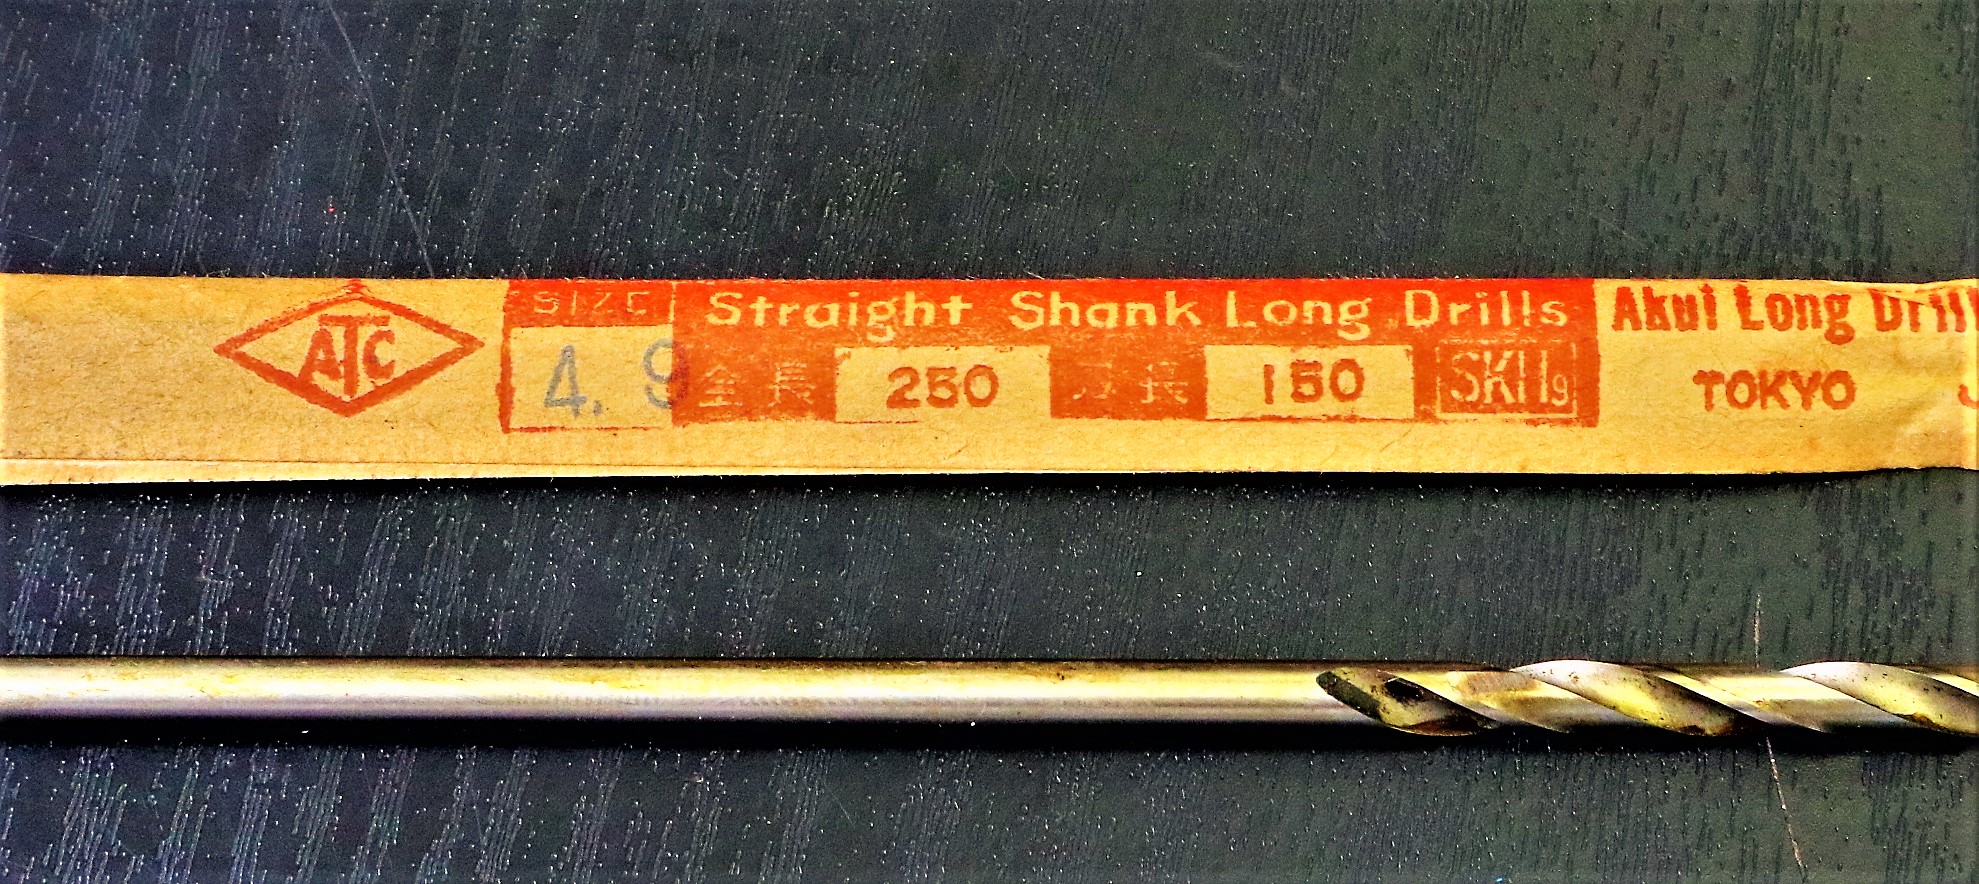 ATC
SIZE
4.9
Straight Shank Long Drills
全長 250 刃長 150 SKH9
Akui Long Drill
TOKYO